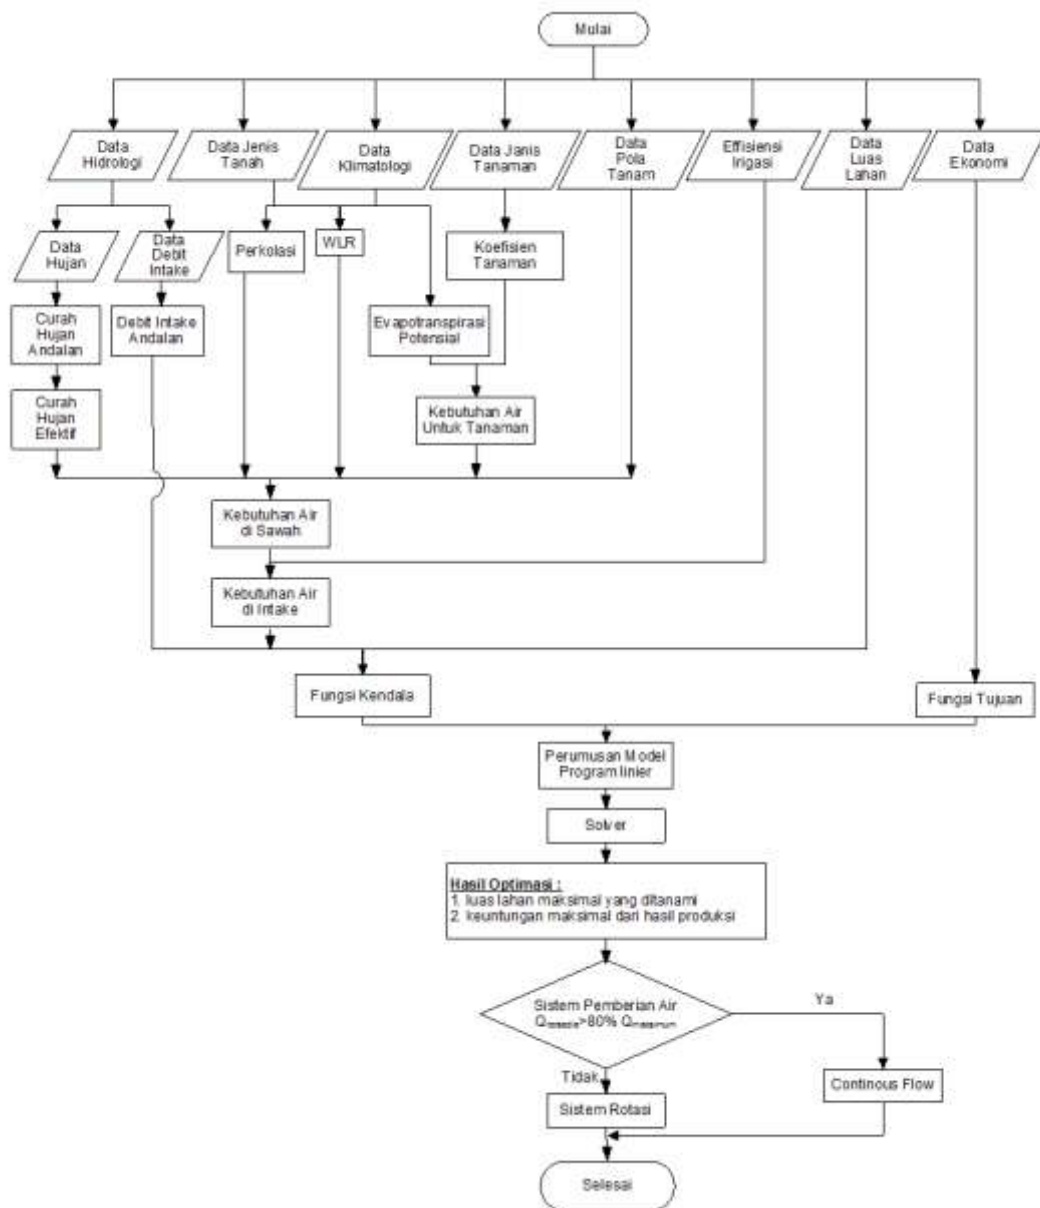 Mulai
Data
Hidrologi
Data Jenis
Tanah
Data
Klimatologi
Data Janis
Tanaman
Data
Pola
Tanam
Effisiensi
Irigasi
Data
Luas
Lahan
Data
Ekonomi
Data
Hujan
Data
Debit
Intake
Perkolasi
WLR
Koefisien
Tanaman
Curah
Hujan
Andalan
Debit Intake
Andalan
Evapotranspirasi
Potensial
Curah
Hujan
Efektif
Kebutuhan Air
Untuk Tanaman
Kebutuhan Air
di Sawah
Kebutuhan Air
di Intake
Fungsi Kendala
Fungsi Tujuan
Perumusan Model
Program linier
Solver
Hasil Optimasi :
1. luas lahan maksimal yang ditanami
2. keuntungan maksimal dari hasil produksi
Sistem Pemberian Air
Q>80% Qmaksimum
Ya
Tidak
Continous Flow
Sistem Rotasi
Selesai